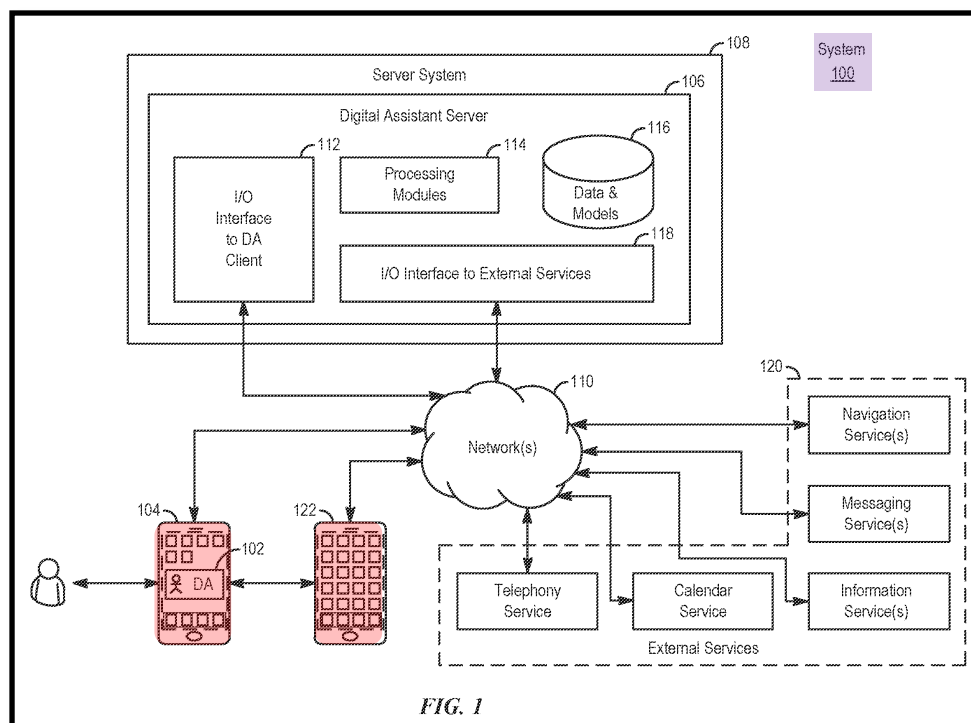 108
System
100
Server System
106
Digital Assistant Server
112
114
116
I/O
Interface
to DA
Client
Processing
Modules
Data &
Models
118
I/O Interface to External Services
110
Network(s)
120
Navigation
Service(s)
Messaging
Service(s)
104
122
102
DA
Telephony
Service
Calendar
Service
Information
Service(s)
External Services
FIG. 1